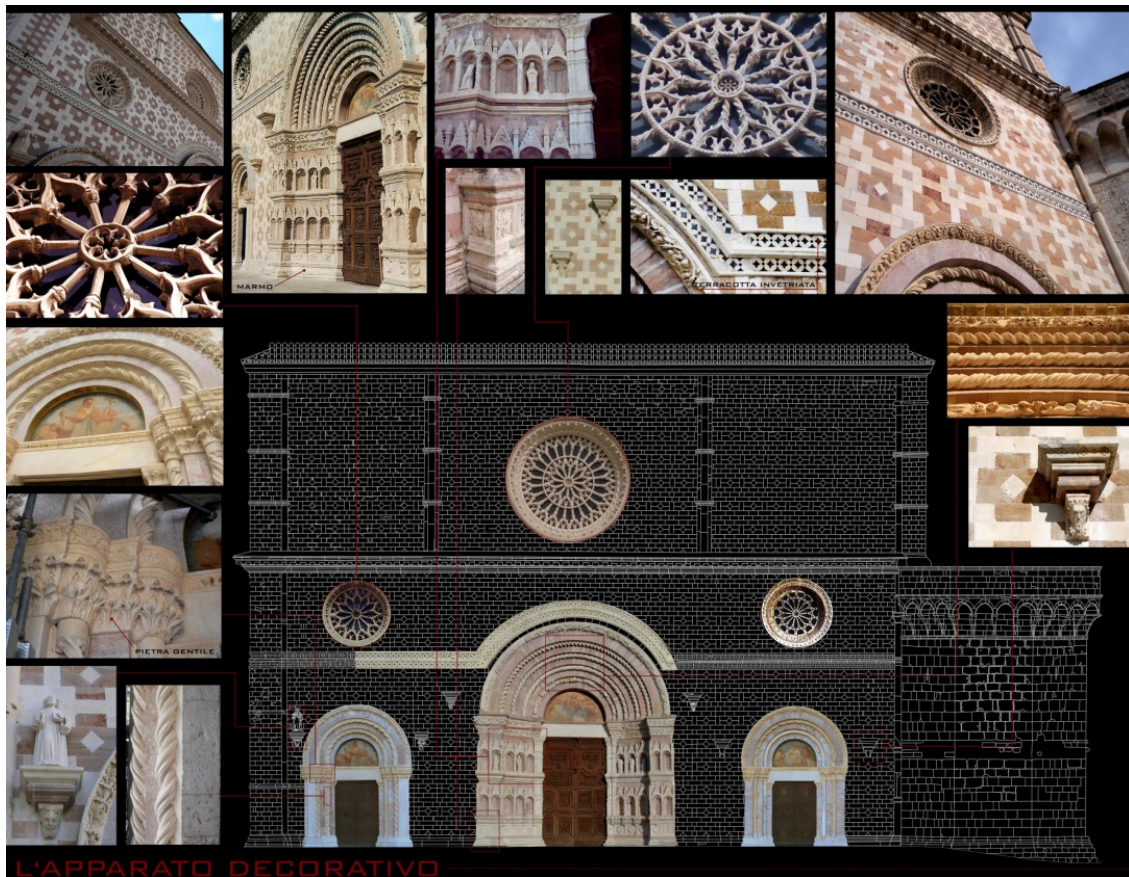 MARMO
TERRACOTTA INVETRIATA
PIETRA GENTILE
L'APPARATO DECORATIVO